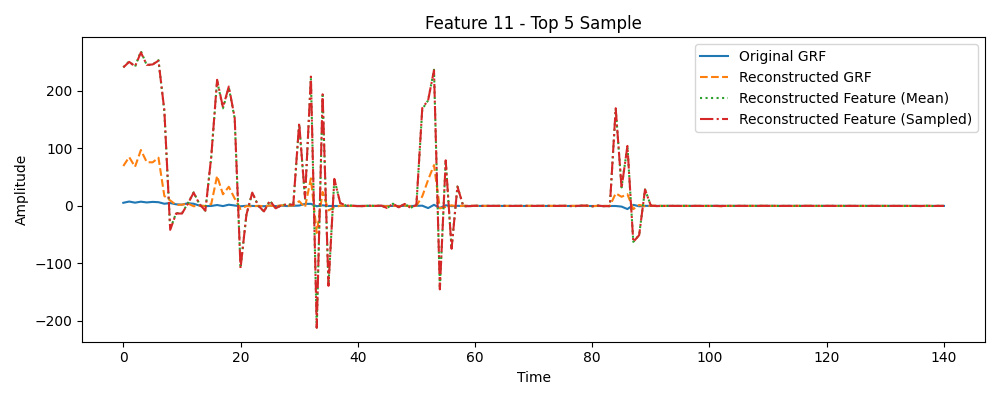 Feature 11 - Top 5 Sample
Original GRF
Reconstructed GRF
Reconstructed Feature (Mean)
Reconstructed Feature (Sampled)
Amplitude
200
100
0
−100
−200
0 20 40 60 80 100 120 140
Time